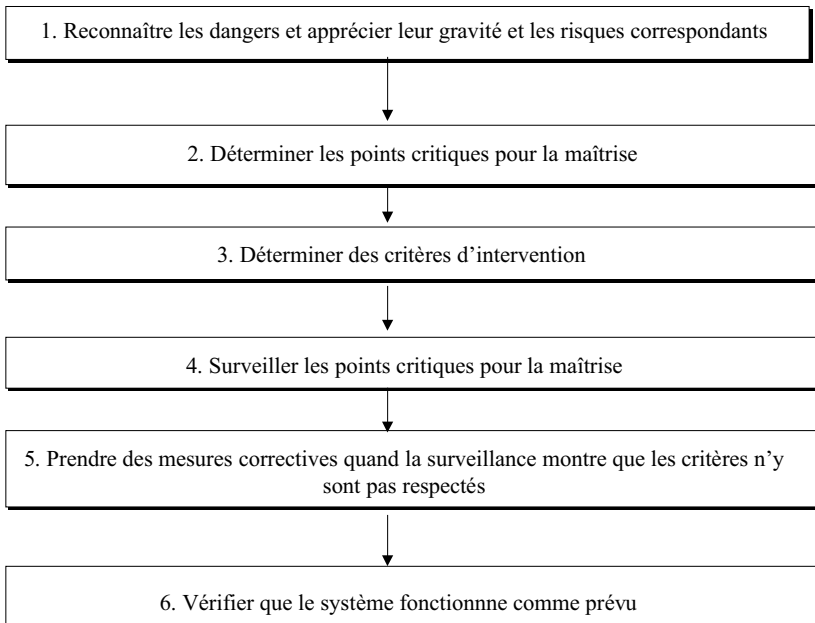 1. Reconnaître les dangers et apprécier leur gravité et les risques correspondants
2. Déterminer les points critiques pour la maîtrise
3. Déterminer des critères d’intervention
4. Surveiller les points critiques pour la maîtrise
5. Prendre des mesures correctives quand la surveillance montre que les critères n’y
sont pas respectés
6. Vérifier que le système fonctionnne comme prévu